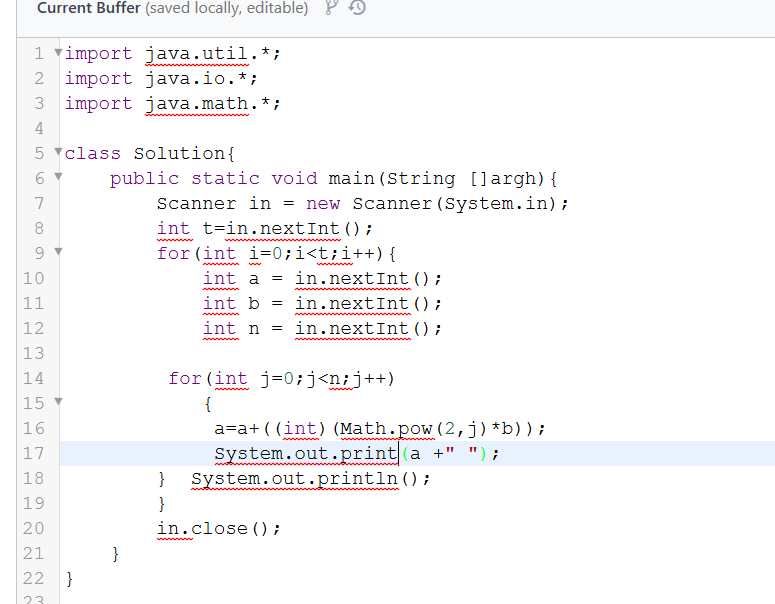 Current Buffer (saved locally, editable)
1 import java.util.*;
2 import java.io.*;
3 import java.math.*;
4
5 class Solution{
6     public static void main(String []argh){
7         Scanner in = new Scanner(System.in);
8         int t=in.nextInt();
9         for(int i=0;i<t;i++){
10             int a = in.nextInt();
11             int b = in.nextInt();
12             int n = in.nextInt();
13
14          for(int j=0;j<n;j++)
15             {
16              a=a+((int)(Math.pow(2,j)*b));
17              System.out.print(a +" ");
18         }  System.out.println();
19         }
20         in.close();
21     }
22 }
23